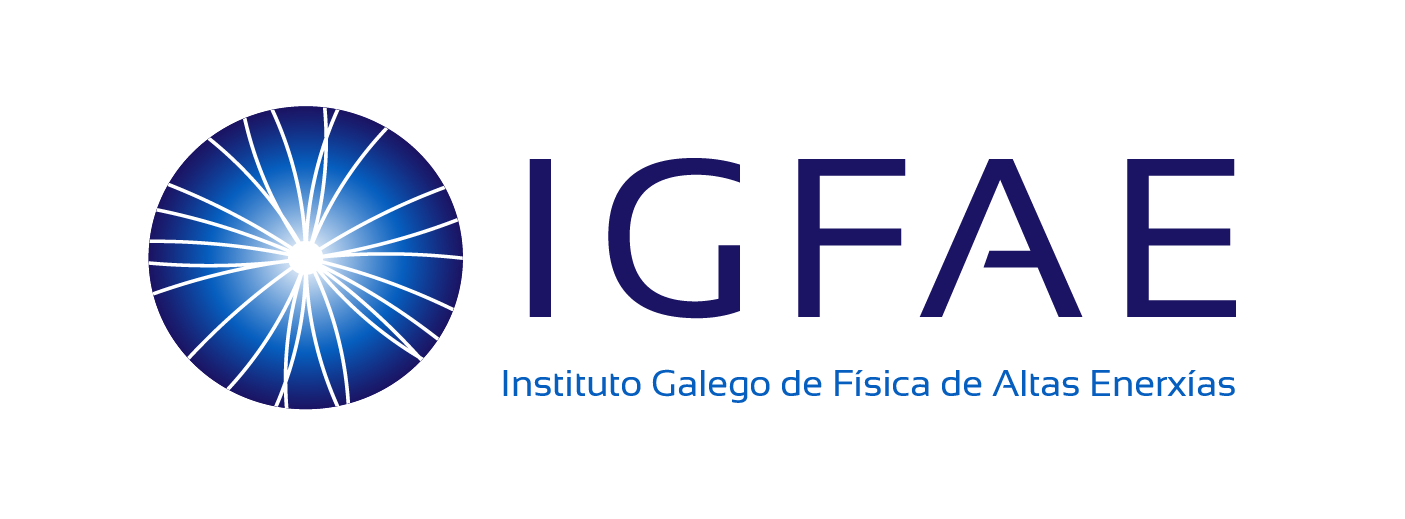 IGFAE
Instituto Galego de Física de Altas Enerxías